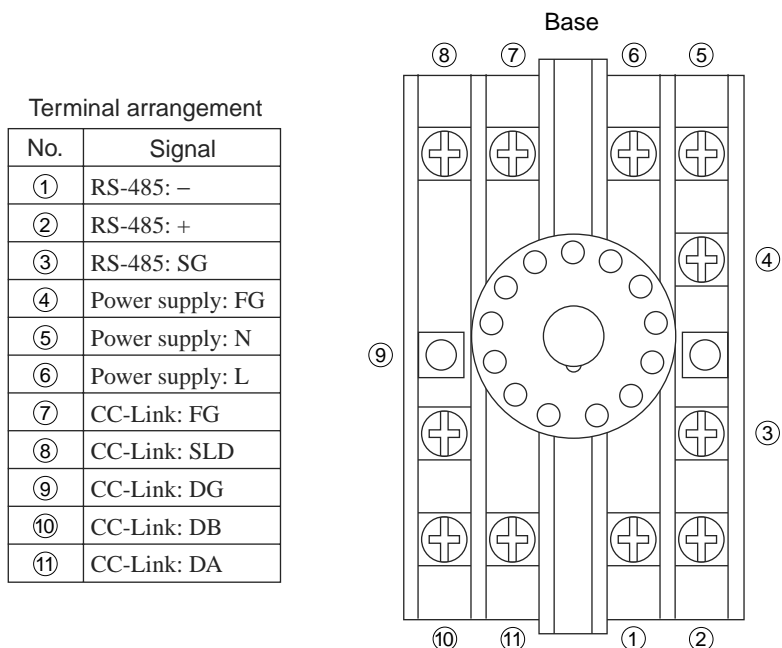 Terminal arrangement
No. Signal
① RS-485: −
② RS-485: +
③ RS-485: SG
④ Power supply: FG
⑤ Power supply: N
⑥ Power supply: L
⑦ CC-Link: FG
⑧ CC-Link: SLD
⑨ CC-Link: DG
⑩ CC-Link: DB
⑪ CC-Link: DA
Base
⑧ ⑦ ⑥ ⑤
④
⑨
③
⑩ ⑪ ① ②